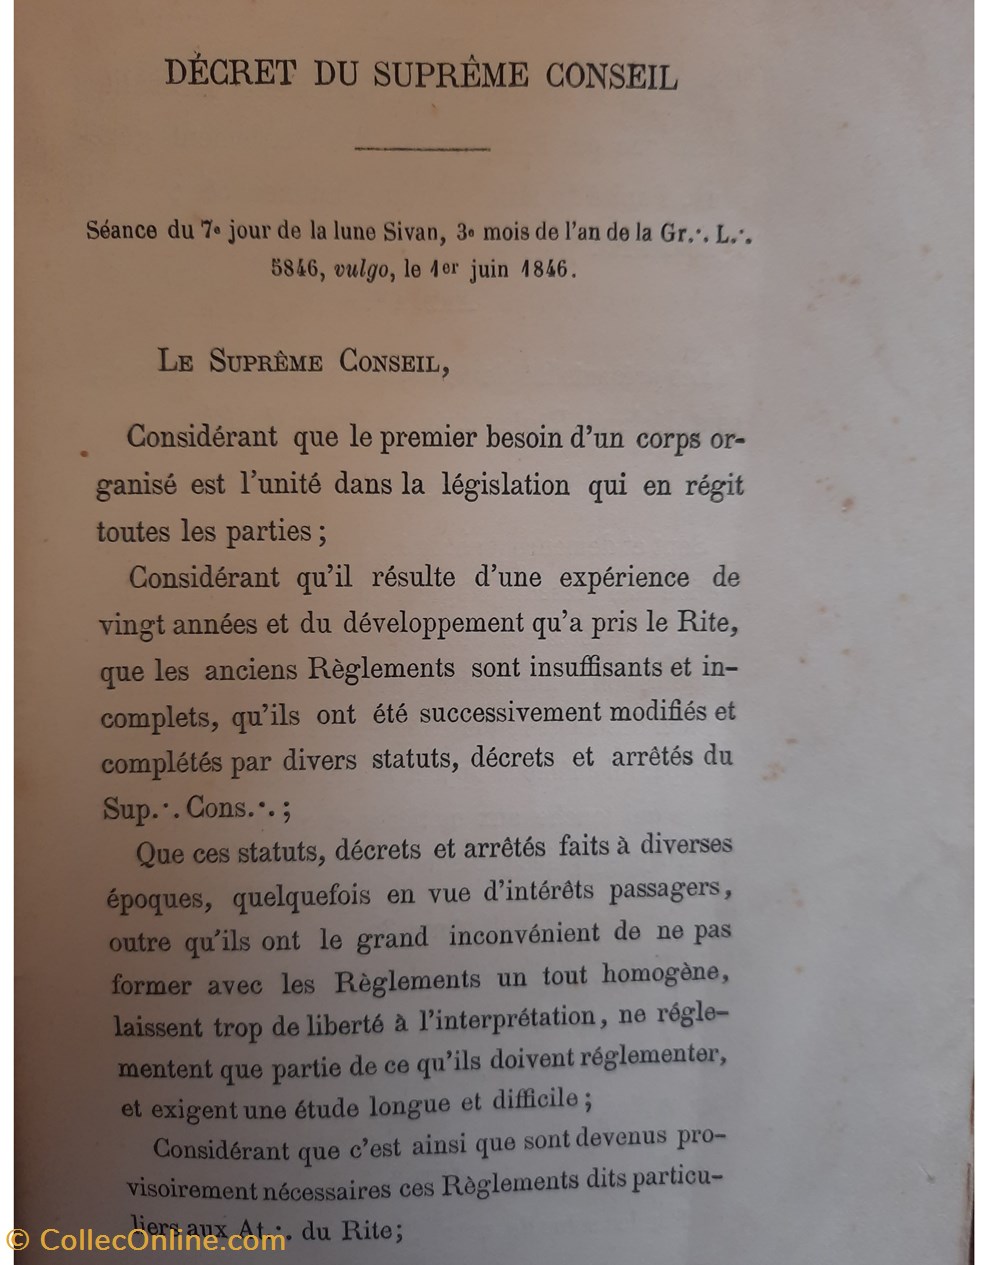 DÉCRET DU SUPRÊME CONSEIL
Séance du 7e jour de la lune Sivan, 3e mois de l'an de la Gr.·. L.·.
5846, vulgo, le 1er juin 1846.
LE SUPRÊME CONSEIL,
Considérant que le premier besoin d'un corps or-
ganisé est l'unité dans la législation qui en régit
toutes les parties ;
Considérant qu'il résulte d'une expérience de
vingt années et du développement qu'a pris le Rite,
que les anciens Règlements sont insuffisants et in-
complets, qu'ils ont été successivement modifiés et
complétés par divers statuts, décrets et arrêtés du
Sup.·. Cons.·. ;
Que ces statuts, décrets et arrêtés faits à diverses
époques, quelquefois en vue d'intérêts passagers,
outre qu'ils ont le grand inconvénient de ne pas
former avec les Règlements un tout homogène,
laissent trop de liberté à l'interprétation, ne régle-
mentent que partie de ce qu'ils doivent réglementer,
et exigent une étude longue et difficile ;
Considérant que c'est ainsi que sont devenus pro-
visoirement nécessaires ces Règlements dits particu-
liers aux At.·. du Rite;
© CollecOnline.com